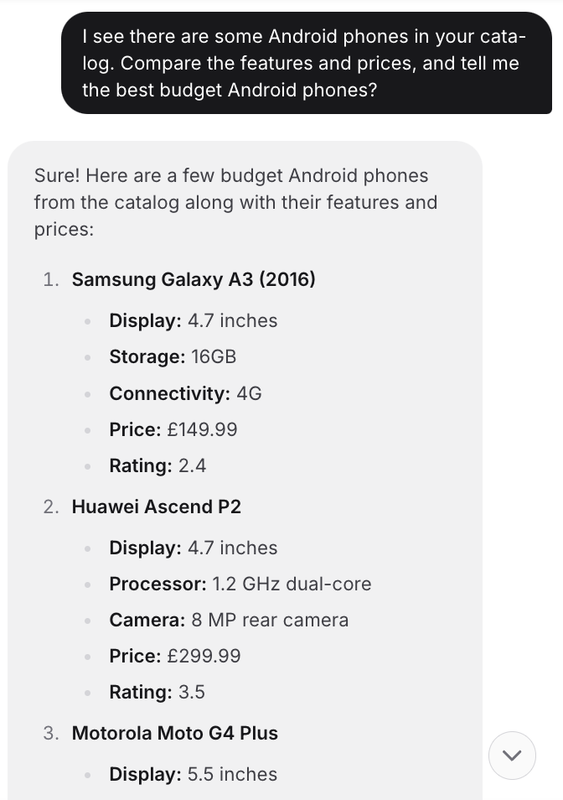 I see there are some Android phones in your cata-
log. Compare the features and prices, and tell me
the best budget Android phones?
Sure! Here are a few budget Android phones
from the catalog along with their features and
prices:
1. Samsung Galaxy A3 (2016)
• Display: 4.7 inches
• Storage: 16GB
• Connectivity: 4G
• Price: £149.99
• Rating: 2.4
2. Huawei Ascend P2
• Display: 4.7 inches
• Processor: 1.2 GHz dual-core
• Camera: 8 MP rear camera
• Price: £299.99
• Rating: 3.5
3. Motorola Moto G4 Plus
• Display: 5.5 inches